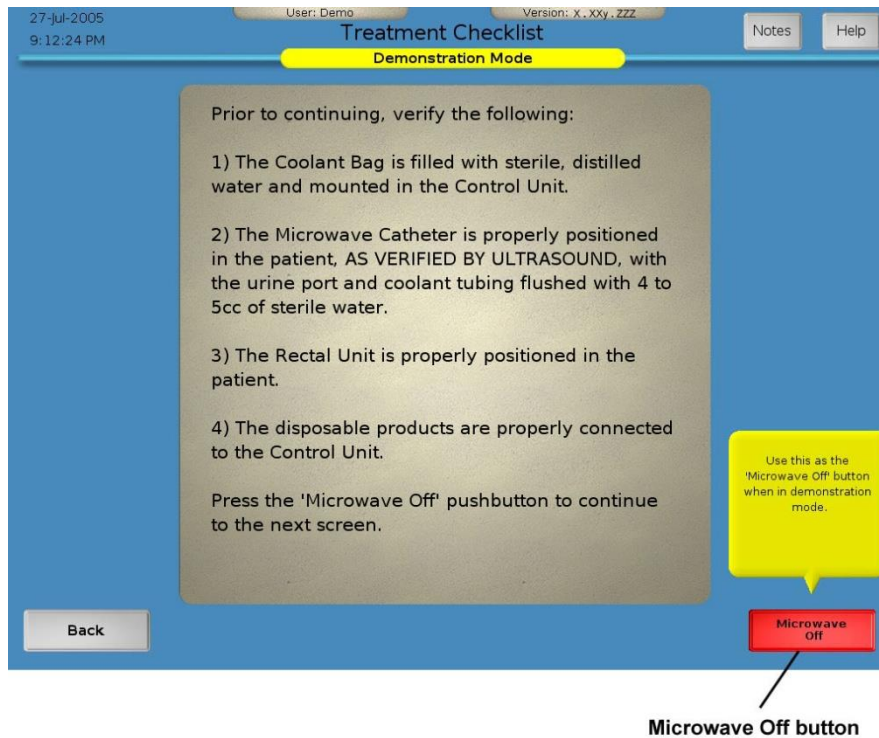 27-Jul-2005
9:12:24 PM
User: Demo
Version: X.XXy.ZZZ
Treatment Checklist
Demonstration Mode
Notes
Help
Prior to continuing, verify the following:
1) The Coolant Bag is filled with sterile, distilled
water and mounted in the Control Unit.
2) The Microwave Catheter is properly positioned
in the patient, AS VERIFIED BY ULTRASOUND, with
the urine port and coolant tubing flushed with 4 to
5cc of sterile water.
3) The Rectal Unit is properly positioned in the
patient.
4) The disposable products are properly connected
to the Control Unit.
Press the 'Microwave Off' pushbutton to continue
to the next screen.
Use this as the
'Microwave Off' button
when in demonstration
mode.
Back
Microwave
Off
Microwave Off button